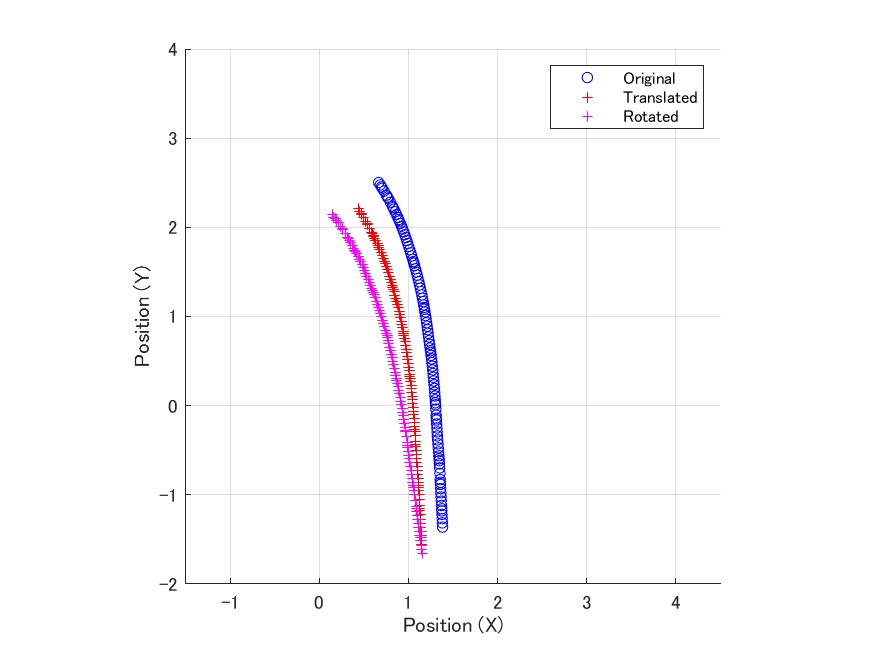 4
3
2
1
0
-1
-2
-1
0
1
2
3
4
Position (X)
Position (Y)
Original
Translated
Rotated